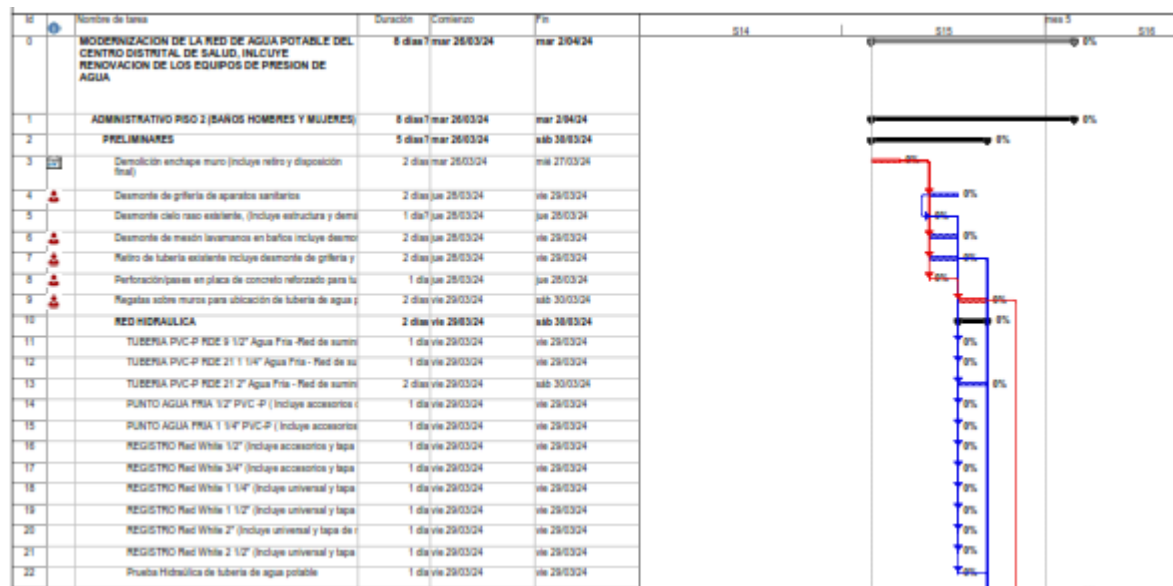 Id Nombre de tarea Duración Comienzo Fin mes 5
S14 S15 S16
0 MODERNIZACION DE LA RED DE AGUA POTABLE DEL 8 dias? mar 26/03/24 mar 2/04/24 0%
CENTRO DISTRITAL DE SALUD, INLCUYE
RENOVACION DE LOS EQUIPOS DE PRESION DE
AGUA
1 ADMINISTRATIVO PISO 2 (BAÑOS HOMBRES Y MUJERES) 8 dias? mar 26/03/24 mar 2/04/24 0%
2 PRELIMINARES 5 dias? mar 26/03/24 sáb 30/03/24 0%
3 Demolición enchape muro (incluye retiro y disposición 2 dias mar 26/03/24 mié 27/03/24 0%
final)
4 Desmonte de grifería de aparatos sanitarios 2 dias jue 28/03/24 vie 29/03/24 0%
5 Desmonte cielo raso existente, (Incluye estructura y demá 1 día? jue 28/03/24 jue 28/03/24 0%
6 Desmonte de mesón lavamanos en baños incluye desmon 2 dias jue 28/03/24 vie 29/03/24 0%
7 Retiro de tubería existente incluye desmonte de grifería y 2 dias jue 28/03/24 vie 29/03/24 0%
8 Perforación/pases en placa de concreto reforzado para tu 1 día jue 28/03/24 jue 28/03/24 0%
9 Regatas sobre muros para ubicación de tubería de agua p 2 dias vie 29/03/24 sáb 30/03/24 0%
10 RED HIDRAULICA 2 dias vie 29/03/24 sáb 30/03/24 0%
11 TUBERIA PVC-P RDE 9 1/2" Agua Fria -Red de sumin 1 día vie 29/03/24 vie 29/03/24 0%
12 TUBERIA PVC-P RDE 21 1 1/4" Agua Fria - Red de su 1 día vie 29/03/24 vie 29/03/24 0%
13 TUBERIA PVC-P RDE 21 2" Agua Fria - Red de sumin 2 dias vie 29/03/24 sáb 30/03/24 0%
14 PUNTO AGUA FRIA 1/2" PVC -P ( Incluye accesorios 1 día vie 29/03/24 vie 29/03/24 0%
15 PUNTO AGUA FRIA 1 1/4" PVC-P ( Incluye accesorios 1 día vie 29/03/24 vie 29/03/24 0%
16 REGISTRO Red White 1/2" (Incluye accesorios y tapa 1 día vie 29/03/24 vie 29/03/24 0%
17 REGISTRO Red White 3/4" (Incluye accesorios y tapa 1 día vie 29/03/24 vie 29/03/24 0%
18 REGISTRO Red White 1 1/4" (Incluye universal y tapa 1 día vie 29/03/24 vie 29/03/24 0%
19 REGISTRO Red White 1 1/2" (Incluye universal y tapa 1 día vie 29/03/24 vie 29/03/24 0%
20 REGISTRO Red White 2" (Incluye universal y tapa de r 1 día vie 29/03/24 vie 29/03/24 0%
21 REGISTRO Red White 2 1/2" (Incluye universal y tapa 1 día vie 29/03/24 vie 29/03/24 0%
22 Prueba Hidraúlica de tubería de agua potable 1 día vie 29/03/24 vie 29/03/24 0%